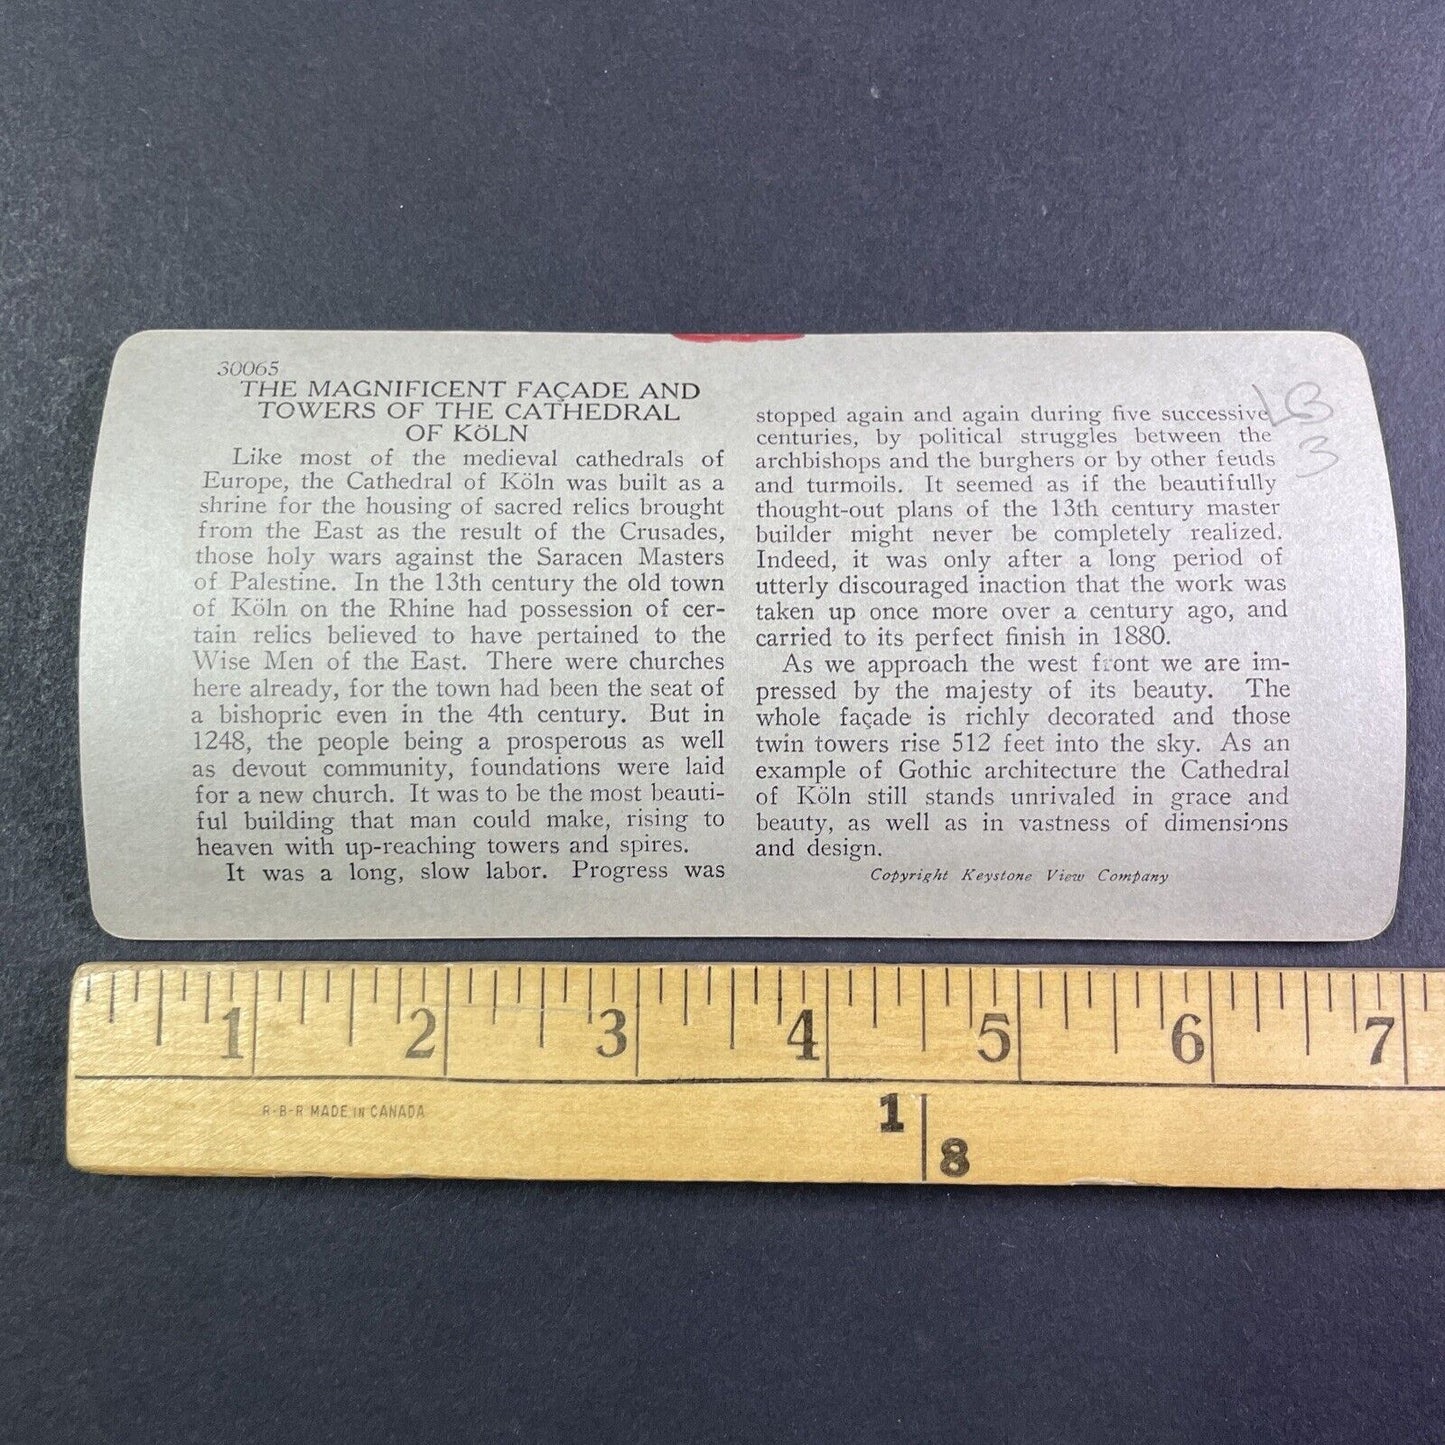 30065
THE MAGNIFICENT FAÇADE AND
TOWERS OF THE CATHEDRAL
OF KöLN
Like most of the medieval cathedrals of
Europe, the Cathedral of Köln was built as a
shrine for the housing of sacred relics brought
from the East as the result of the Crusades,
those holy wars against the Saracen Masters
of Palestine. In the 13th century the old town
of Köln on the Rhine had possession of cer-
tain relics believed to have pertained to the
Wise Men of the East. There were churches
here already, for the town had been the seat of
a bishopric even in the 4th century. But in
1248, the people being a prosperous as well
as devout community, foundations were laid
for a new church. It was to be the most beauti-
ful building that man could make, rising to
heaven with up-reaching towers and spires.
It was a long, slow labor. Progress was
stopped again and again during five successive
centuries, by political struggles between the
archbishops and the burghers or by other feuds
and turmoils. It seemed as if the beautifully
thought-out plans of the 13th century master
builder might never be completely realized.
Indeed, it was only after a long period of
utterly discouraged inaction that the work was
taken up once more over a century ago, and
carried to its perfect finish in 1880.
As we approach the west front we are im-
pressed by the majesty of its beauty. The
whole façade is richly decorated and those
twin towers rise 512 feet into the sky. As an
example of Gothic architecture the Cathedral
of Köln still stands unrivaled in grace and
beauty, as well as in vastness of dimensions
and design.
Copyright Keystone View Company
LB
3
1 2 3 4 5 6 7
R-B-R MADE IN CANADA
1
8